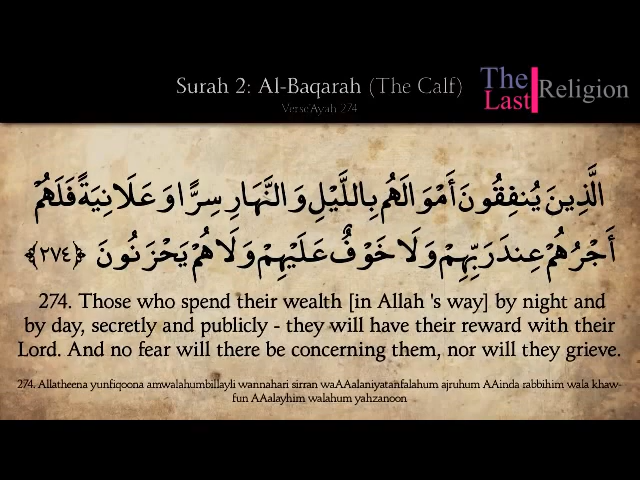 Surah 2: Al-Baqarah (The Calf)
Verse/Ayah 274
The
Last
Religion
الَّذِينَ يُنفِقُونَ أَمْوَالَهُم بِاللَّيْلِ وَالنَّهَارِ سِرًّا وَعَلَانِيَةً فَلَهُمْ
أَجْرُهُمْ عِندَ رَبِّهِمْ وَلَا خَوْفٌ عَلَيْهِمْ وَلَا هُمْ يَحْزَنُونَ ﴿٢٧٤﴾
274. Those who spend their wealth [in Allah 's way] by night and
by day, secretly and publicly - they will have their reward with their
Lord. And no fear will there be concerning them, nor will they grieve.
274. Allatheena yunfiqoona amwalahumbillayli wannahari sirran waAAalaniyatanfalahum ajruhum AAinda rabbihim wala khaw-
fun AAalayhim walahum yahzanoon